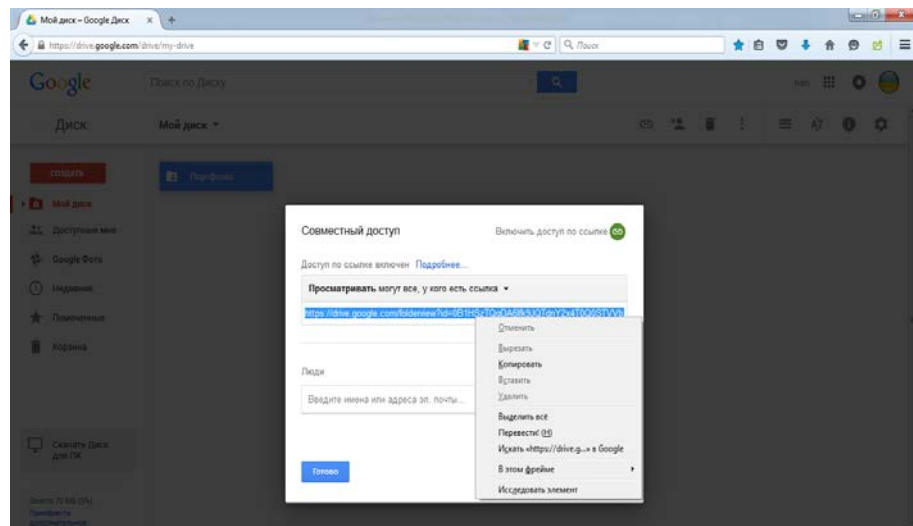 Мой диск – Google Диск
https://drive.google.com/drive/my-drive
Поиск
Google
Поиск по Диску
Диск
Мой диск
СОЗДАТЬ
Мой диск
Доступные мне
Google Фото
Недавние
Помеченные
Корзина
Скачать Диск
для ПК
Портфолио
Совместный доступ
Включить доступ по ссылке
Доступ по ссылке включен Подробнее...
Просматривать могут все, у кого есть ссылка
Люди
Введите имена или адреса эл. почты...
Готово
Отменить
Вырезать
Копировать
Вставить
Удалить
Выделить всё
Перевести! (H)
Искать «https://drive.g...» в Google
В этом фрейме
Исследовать элемент